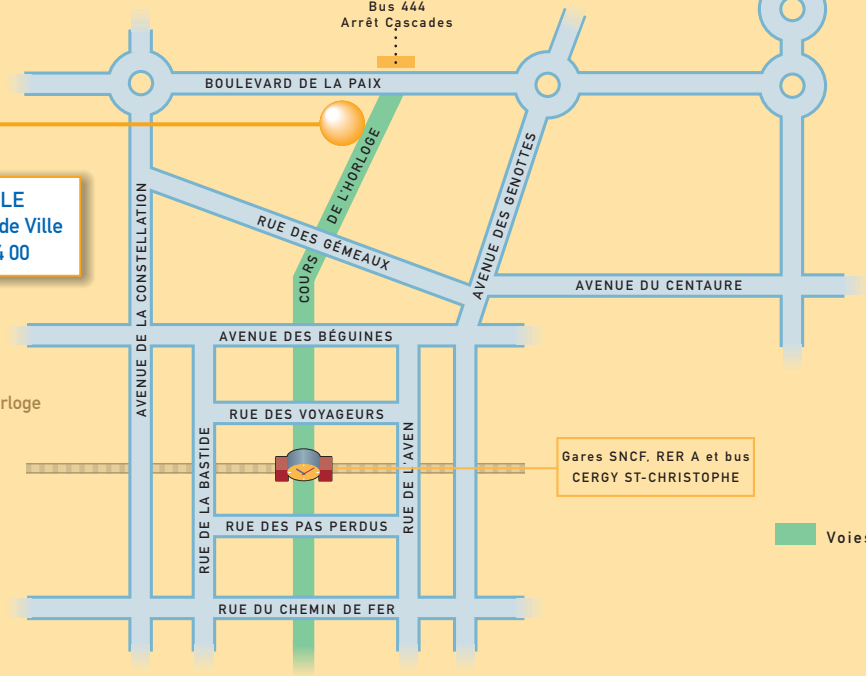 Bus 444
Arrêt Cascades
BOULEVARD DE LA PAIX
COURS DE L'HORLOGE
AVENUE DES GENOTTES
AVENUE DE LA CONSTELLATION
LE
de Ville
00
RUE DES GÉMEAUX
AVENUE DU CENTAURE
AVENUE DES BÉGUINES
rloge
RUE DES VOYAGEURS
RUE DE LA BASTIDE
RUE DE L'AVEN
Gares SNCF, RER A et bus
CERGY ST-CHRISTOPHE
RUE DES PAS PERDUS
Voies
RUE DU CHEMIN DE FER